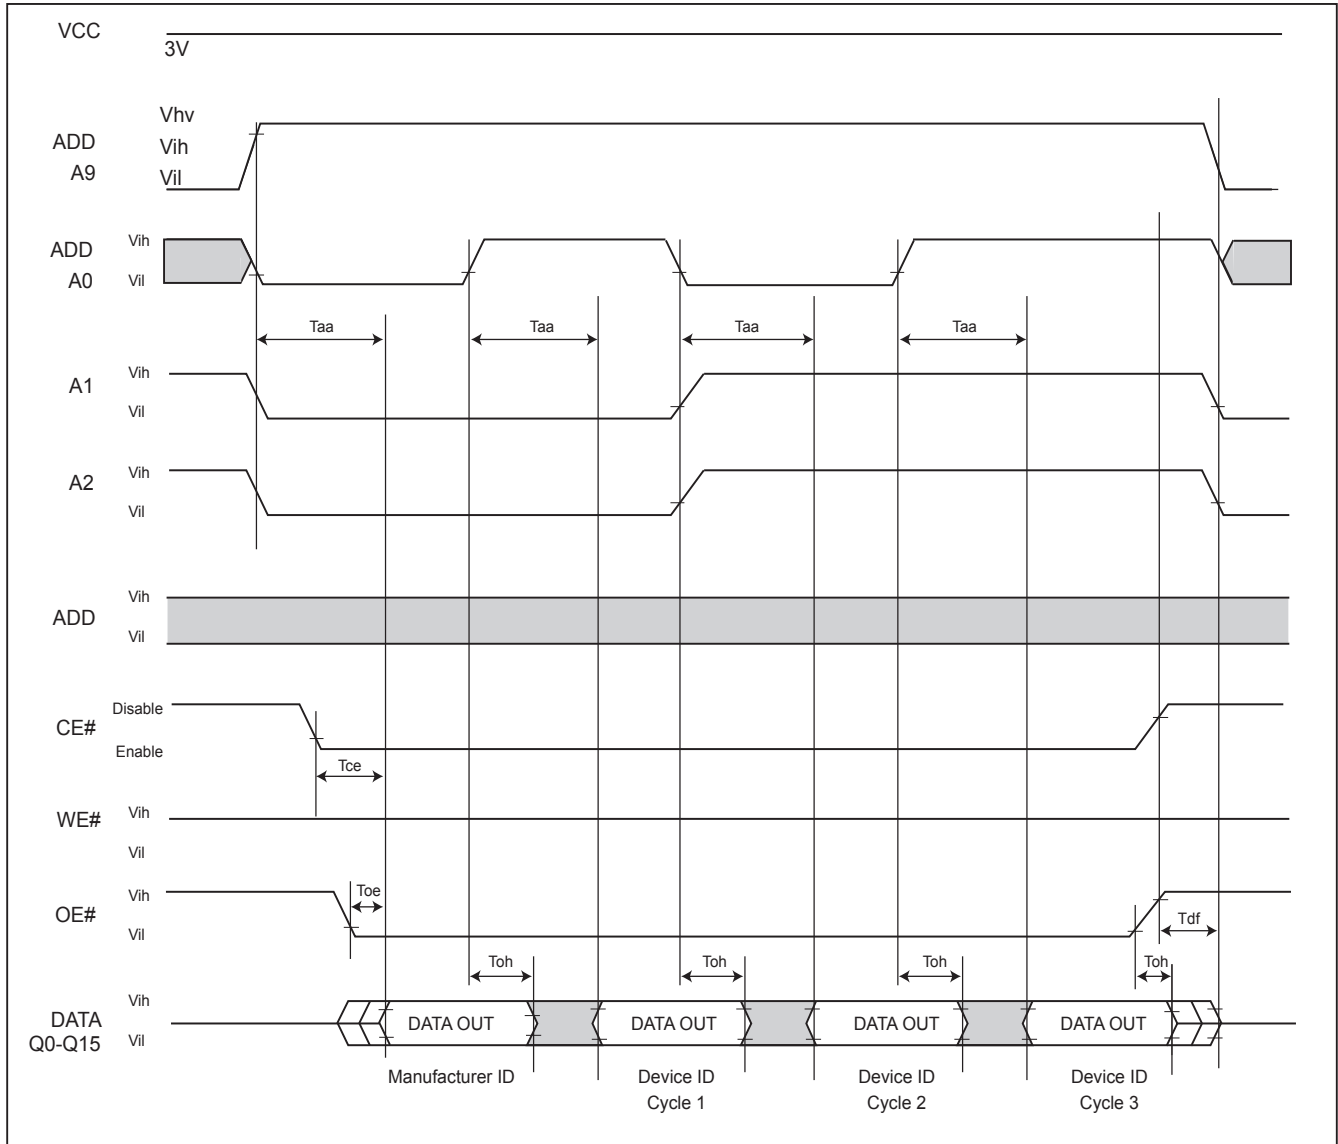 VCC
3V
ADD
A9
Vhv
Vih
Vil
ADD
A0
Vih
Vil
Taa
Taa
Taa
Taa
A1
Vih
Vil
A2
Vih
Vil
ADD
Vih
Vil
CE#
Disable
Enable
Tce
WE#
Vih
Vil
OE#
Vih
Vil
Toe
Tdf
Toh
Toh
Toh
Toh
DATA
Q0-Q15
Vih
Vil
DATA OUT
DATA OUT
DATA OUT
DATA OUT
Manufacturer ID
Device ID
Cycle 1
Device ID
Cycle 2
Device ID
Cycle 3